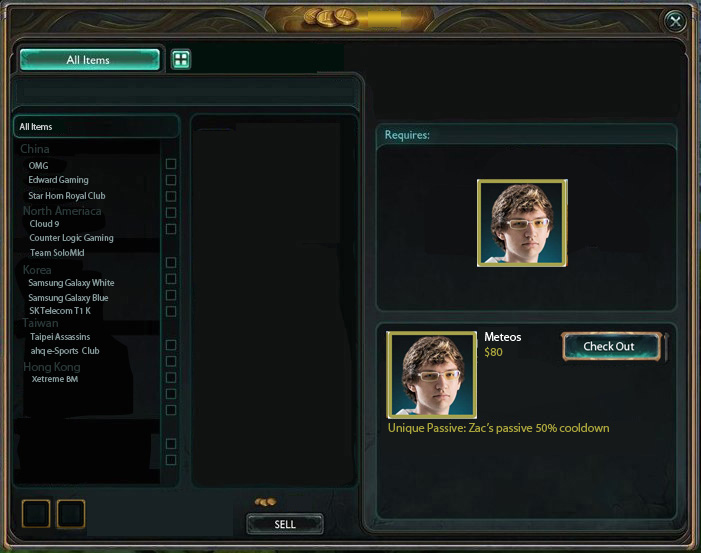 All Items
All Items
China
OMG
Edward Gaming
Star Horn Royal Club
North Ameriaca
Cloud 9
Counter Logic Gaming
Team SoloMId
Korea
Samsung Galaxy White
Samsung Galaxy Blue
SKTelecom T1 K
Taiwan
Taipei Assassins
ahq e-Sports Club
Hong Kong
Xetreme BM
SELL
Requires:
Meteos
$80
Check Out
Unique Passive: Zac's passive 50% cooldown